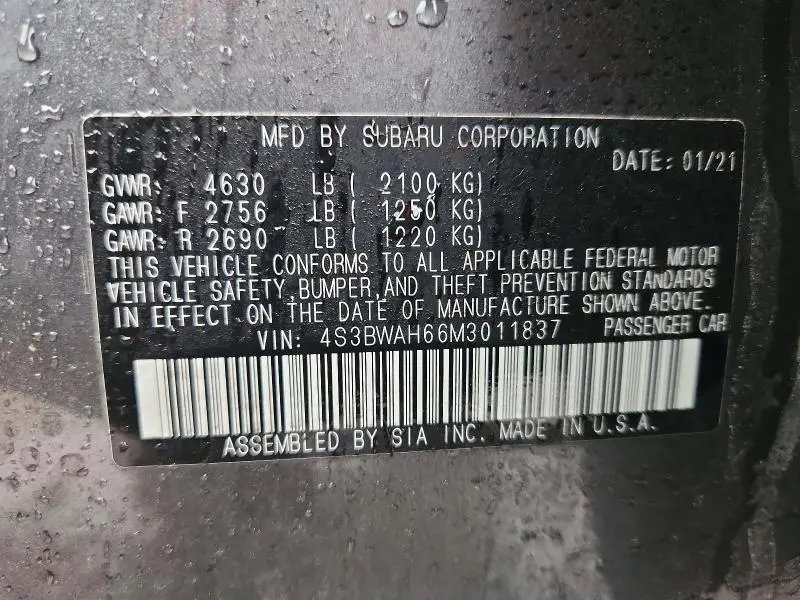 MFD BY SUBARU CORPORATION
DATE: 01/21
GVWR: 4630 LB ( 2100 KG)
GAWR: F 2756 LB ( 1250 KG)
GAWR: R 2690 LB ( 1220 KG)
THIS VEHICLE CONFORMS TO ALL APPLICABLE FEDERAL MOTOR
VEHICLE SAFETY, BUMPER, AND THEFT PREVENTION STANDARDS
IN EFFECT ON THE DATE OF MANUFACTURE SHOWN ABOVE.
VIN: 4S3BWAH66M3011837 PASSENGER CAR
ASSEMBLED BY SIA INC. MADE IN U.S.A.